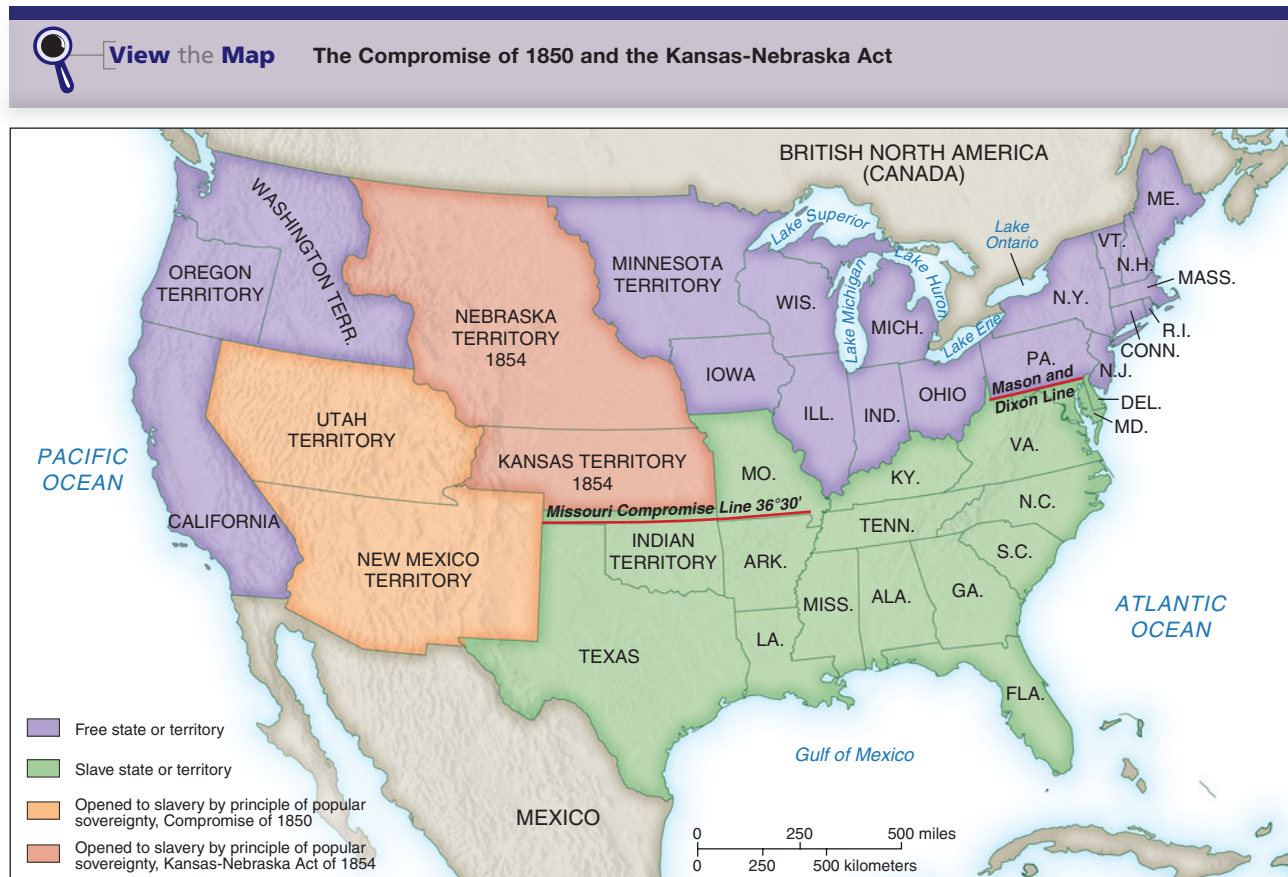 View the Map The Compromise of 1850 and the Kansas-Nebraska Act
BRITISH NORTH AMERICA
(CANADA)
WASHINGTON TERR.
OREGON
TERRITORY
NEBRASKA
TERRITORY
1854
MINNESOTA
TERRITORY
Lake Superior
Lake Michigan
Lake Huron
Lake
Ontario
Lake Erie
WIS.
MICH.
ME.
VT.
N.H.
MASS.
N.Y.
R.I.
CONN.
PA.
N.J.
IOWA
ILL.
IND.
OHIO
Mason and
Dixon Line
DEL.
MD.
UTAH
TERRITORY
KANSAS TERRITORY
1854
MO.
KY.
VA.
PACIFIC
OCEAN
CALIFORNIA
Missouri Compromise Line 36°30'
N.C.
TENN.
NEW MEXICO
TERRITORY
INDIAN
TERRITORY
ARK.
S.C.
MISS.
ALA.
GA.
ATLANTIC
OCEAN
TEXAS
LA.
FLA.
Gulf of Mexico
MEXICO
Free state or territory
Slave state or territory
Opened to slavery by principle of popular
sovereignty, Compromise of 1850
Opened to slavery by principle of popular
sovereignty, Kansas-Nebraska Act of 1854
0 250 500 miles
0 250 500 kilometers